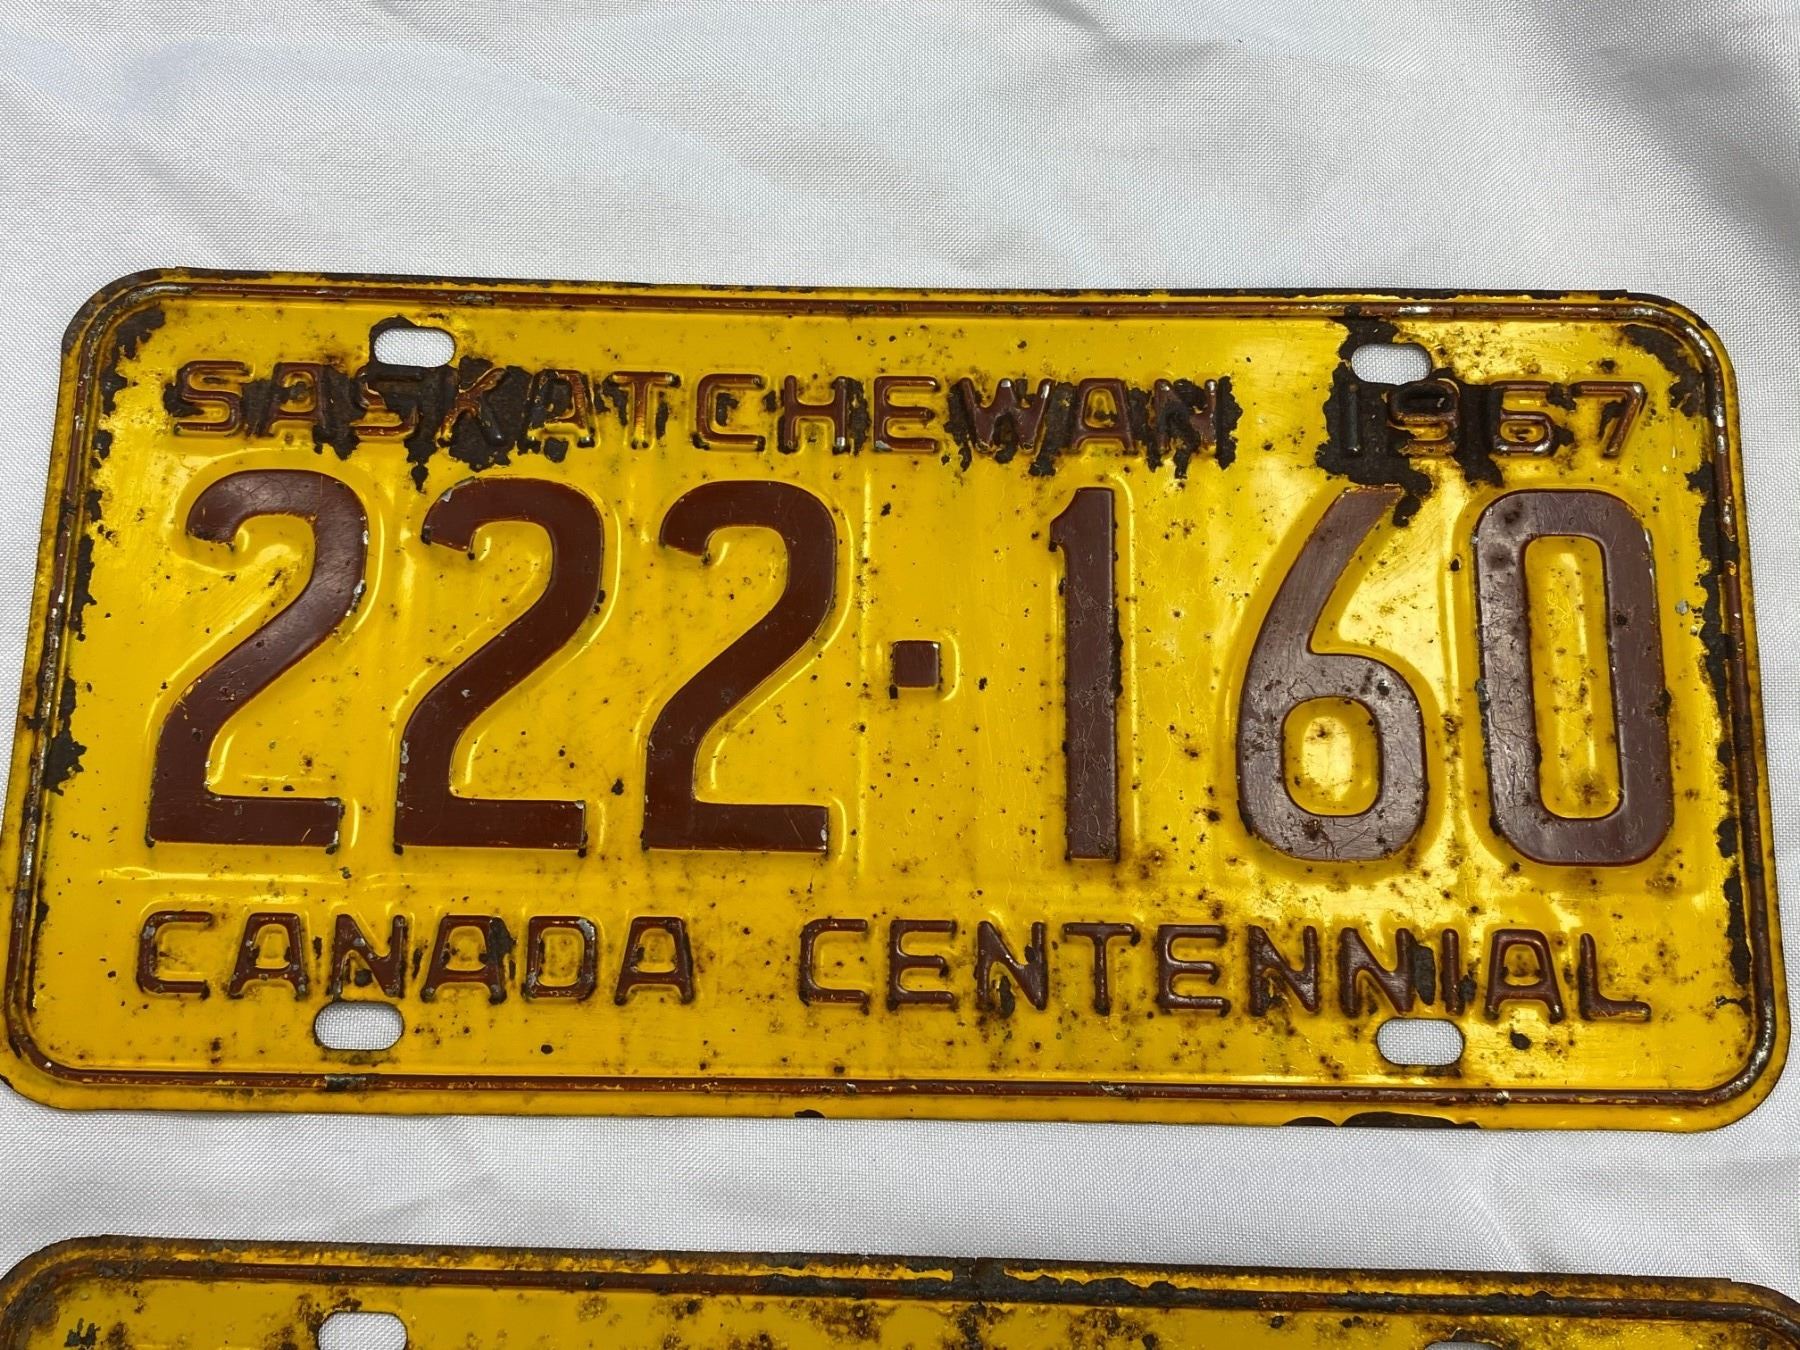 SASKATCHEWAN 1967
222-160
CANADA CENTENNIAL